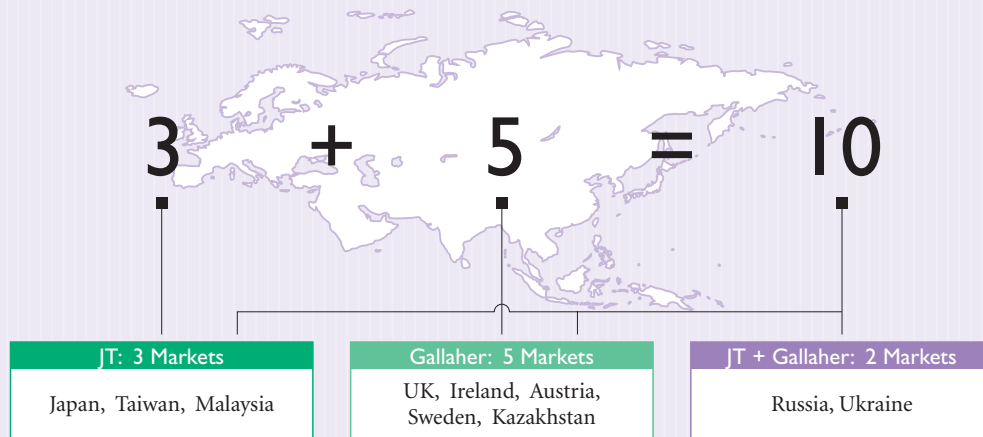 3 + 5 = 10
JT: 3 Markets
Japan, Taiwan, Malaysia
Gallaher: 5 Markets
UK, Ireland, Austria,
Sweden, Kazakhstan
JT + Gallaher: 2 Markets
Russia, Ukraine